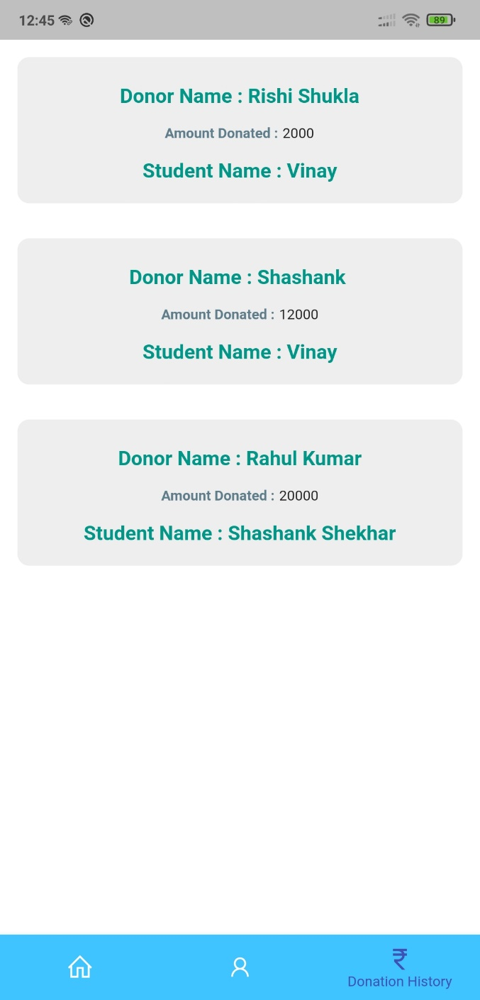 12:45
89
Donor Name : Rishi Shukla
Amount Donated : 2000
Student Name : Vinay
Donor Name : Shashank
Amount Donated : 12000
Student Name : Vinay
Donor Name : Rahul Kumar
Amount Donated : 20000
Student Name : Shashank Shekhar
₹
Donation History